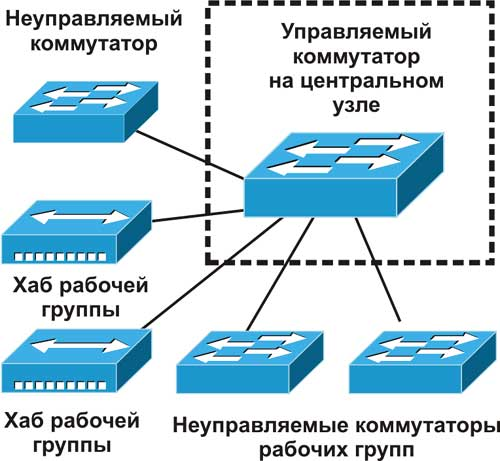 Неуправляемый
коммутатор
Управляемый
коммутатор
на центральном
узле
Хаб рабочей
группы
Хаб рабочей
группы
Неуправляемые коммутаторы
рабочих групп